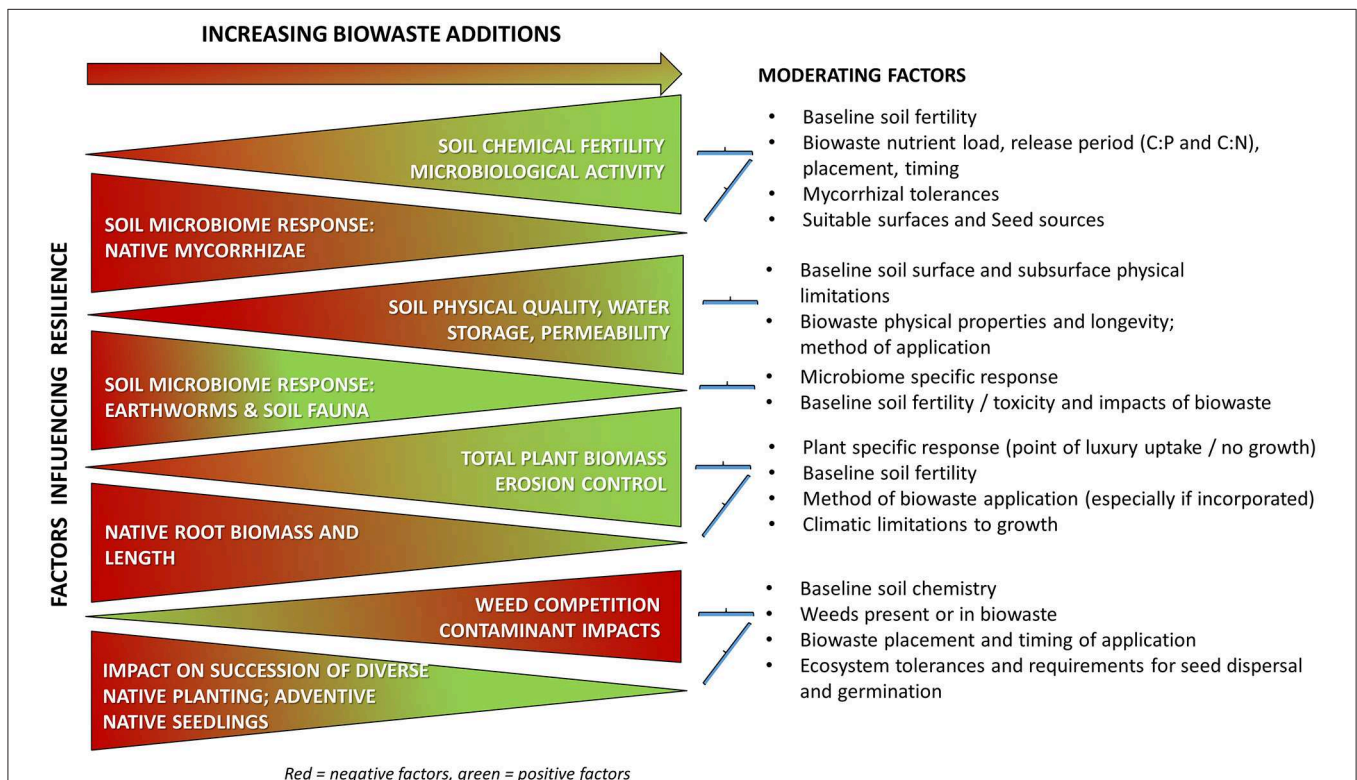 INCREASING BIOWASTE ADDITIONS
MODERATING FACTORS
FACTORS INFLUENCING RESILIENCE
SOIL CHEMICAL FERTILITY
MICROBIOLOGICAL ACTIVITY
SOIL MICROBIOME RESPONSE:
NATIVE MYCORRHIZAE
SOIL PHYSICAL QUALITY, WATER
STORAGE, PERMEABILITY
SOIL MICROBIOME RESPONSE:
EARTHWORMS & SOIL FAUNA
TOTAL PLANT BIOMASS
EROSION CONTROL
NATIVE ROOT BIOMASS AND
LENGTH
WEED COMPETITION
CONTAMINANT IMPACTS
IMPACT ON SUCCESSION OF DIVERSE
NATIVE PLANTING; ADVENTIVE
NATIVE SEEDLINGS
• Baseline soil fertility
• Biowaste nutrient load, release period (C:P and C:N),
placement, timing
• Mycorrhizal tolerances
• Suitable surfaces and Seed sources
• Baseline soil surface and subsurface physical
limitations
• Biowaste physical properties and longevity;
method of application
• Microbiome specific response
• Baseline soil fertility / toxicity and impacts of biowaste
• Plant specific response (point of luxury uptake / no growth)
• Baseline soil fertility
• Method of biowaste application (especially if incorporated)
• Climatic limitations to growth
• Baseline soil chemistry
• Weeds present or in biowaste
• Biowaste placement and timing of application
• Ecosystem tolerances and requirements for seed dispersal
and germination
Red = negative factors, green = positive factors